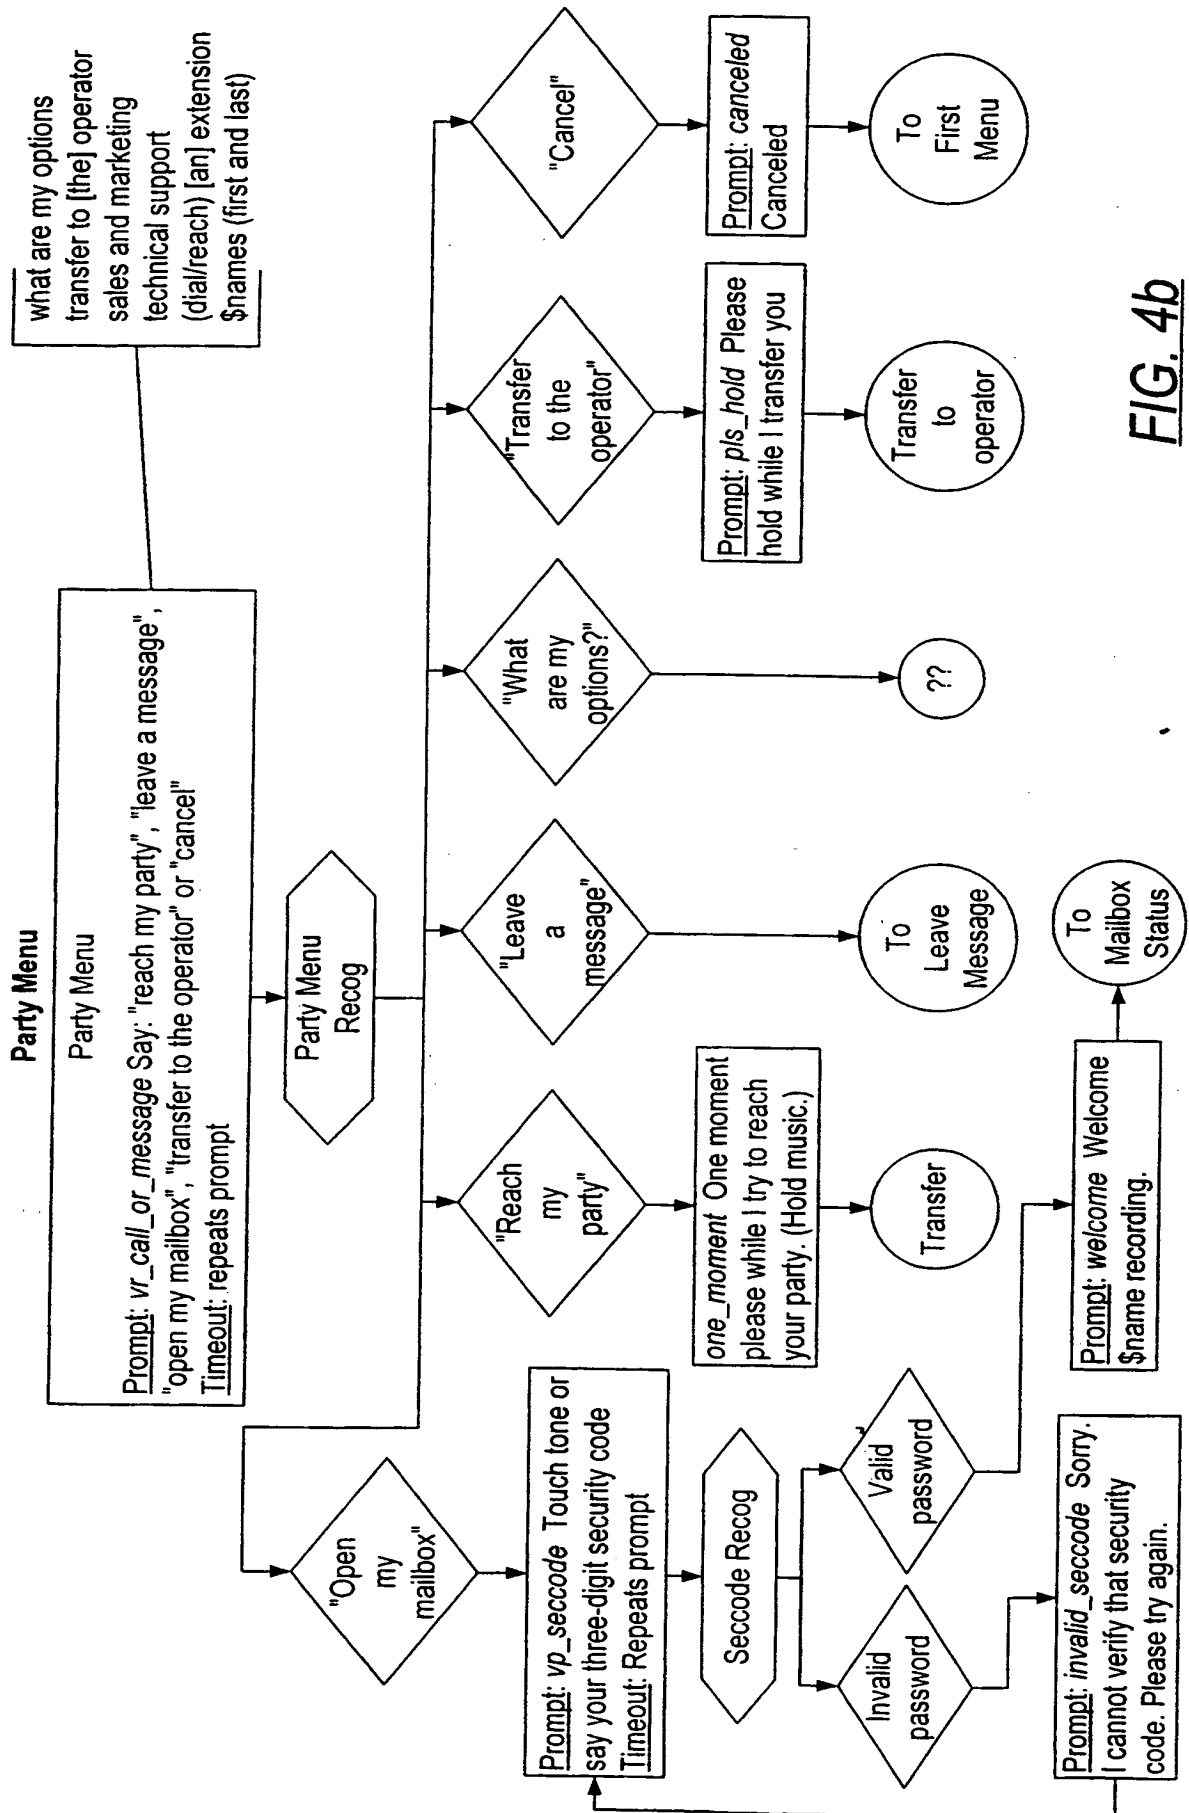 Party Menu
Party Menu
Prompt: vr_call_or_message Say: "reach my party", "leave a message",
"open my mailbox", "transfer to the operator" or "cancel"
Timeout: repeats prompt
what are my options
transfer to [the] operator
sales and marketing
technical support
(dial/reach) [an] extension
$names (first and last)
Party Menu
Recog
"Open
my
mailbox"
"Reach
my
party"
"Leave
a
message"
"What
are my
options?"
"Transfer
to the
operator"
"Cancel"
Prompt: vp_seccode Touch tone or
say your three-digit security code
Timeout: Repeats prompt
one_moment One moment
please while I try to reach
your party. (Hold music.)
Prompt: pls_hold Please
hold while I transfer you
Prompt: canceled
Canceled
Seccode Recog
Transfer
To
Leave
Message
??
Transfer
to
operator
To
First
Menu
Invalid
password
Valid
password
Prompt: invalid_seccode Sorry.
I cannot verify that security
code. Please try again.
Prompt: welcome Welcome
$name recording.
To
Mailbox
Status
FIG. 4b